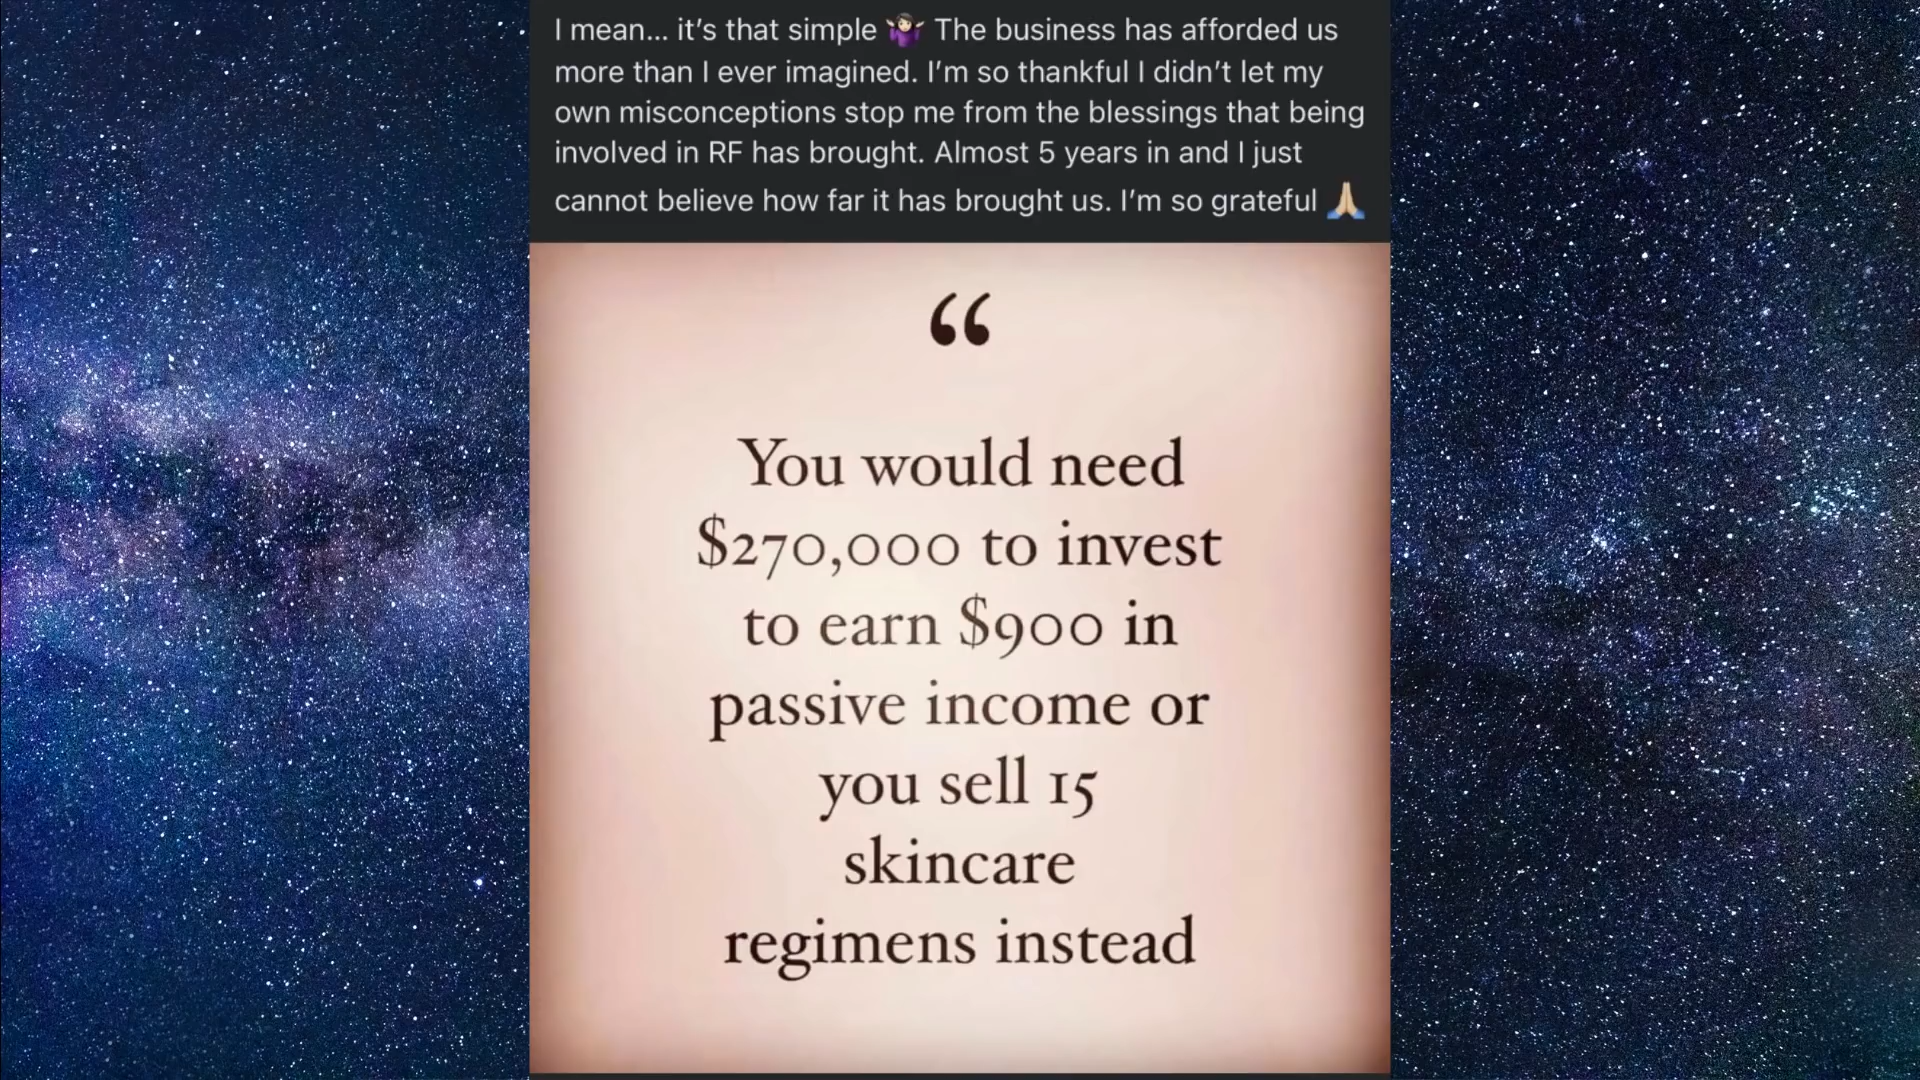 I mean... it's that simple 🤷🏻‍♀️ The business has afforded us
more than I ever imagined. I'm so thankful I didn't let my
own misconceptions stop me from the blessings that being
involved in RF has brought. Almost 5 years in and I just
cannot believe how far it has brought us. I'm so grateful 🙏🏼
“
You would need
$270,000 to invest
to earn $900 in
passive income or
you sell 15
skincare
regimens instead